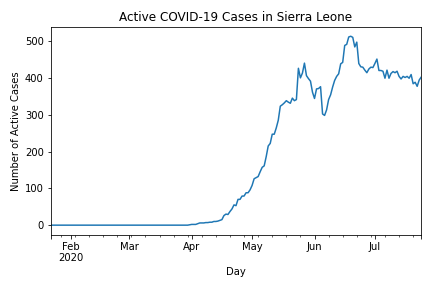 Active COVID-19 Cases in Sierra Leone
Number of Active Cases
500
400
300
200
100
0
Feb Mar Apr May Jun Jul
2020
Day